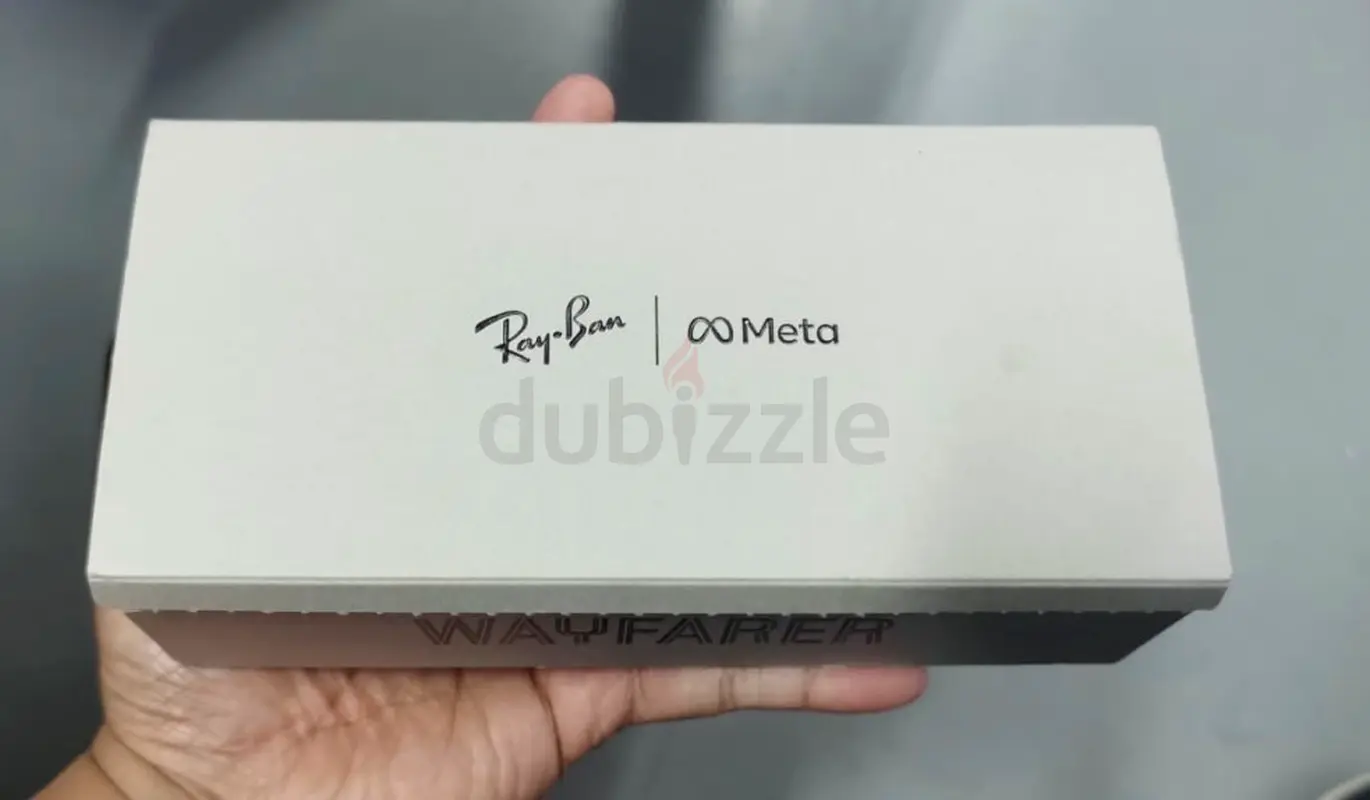 Ray-Ban | Meta
dubizzle
WAYFARER